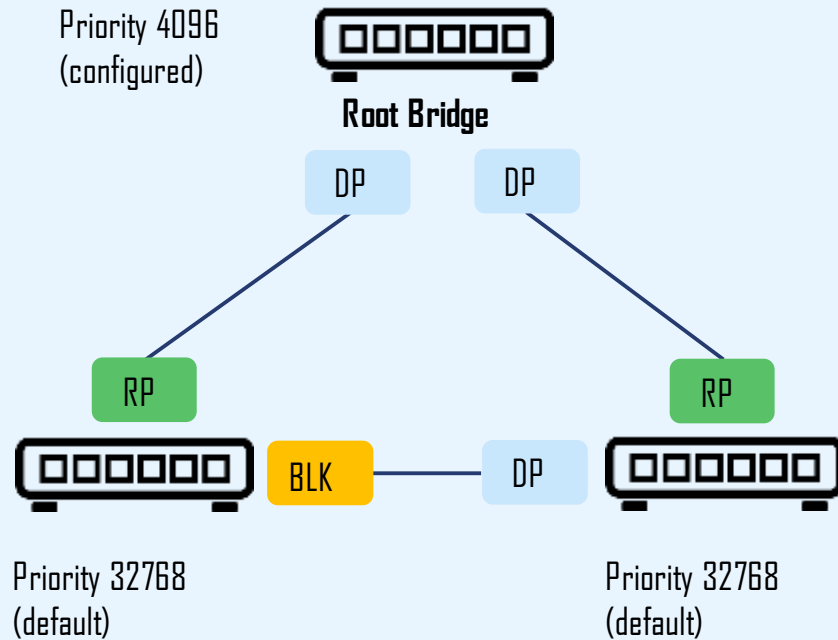 Priority 4096
(configured)
Root Bridge
DP
DP
RP
RP
BLK
DP
Priority 32768
(default)
Priority 32768
(default)